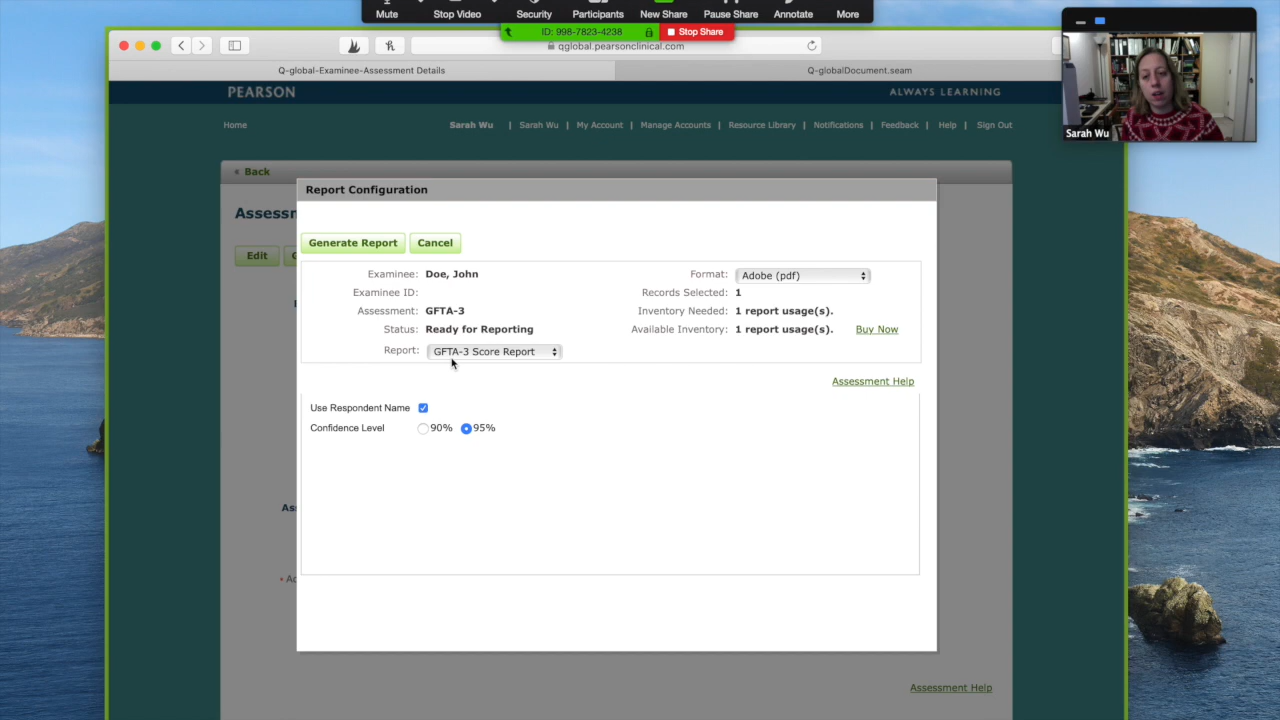 Mute Stop Video Security Participants New Share Pause Share Annotate More
ID: 998-7823-4238 Stop Share
qglobal.pearsonclinical.com
Q-global-Examinee-Assessment Details Q-globalDocument.seam
PEARSON ALWAYS LEARNING
Sarah Wu
Home Sarah Wu | Sarah Wu | My Account | Manage Accounts | Resource Library | Notifications | Feedback | Help | Sign Out
Back
Report Configuration
Assessm
Generate Report Cancel
Edit
Examinee: Doe, John Format: Adobe (pdf)
Examinee ID: Records Selected: 1
Assessment: GFTA-3 Inventory Needed: 1 report usage(s).
Status: Ready for Reporting Available Inventory: 1 report usage(s). Buy Now
Report: GFTA-3 Score Report
Assessment Help
Use Respondent Name
Confidence Level 90% 95%
As
* Ad
Assessment Help